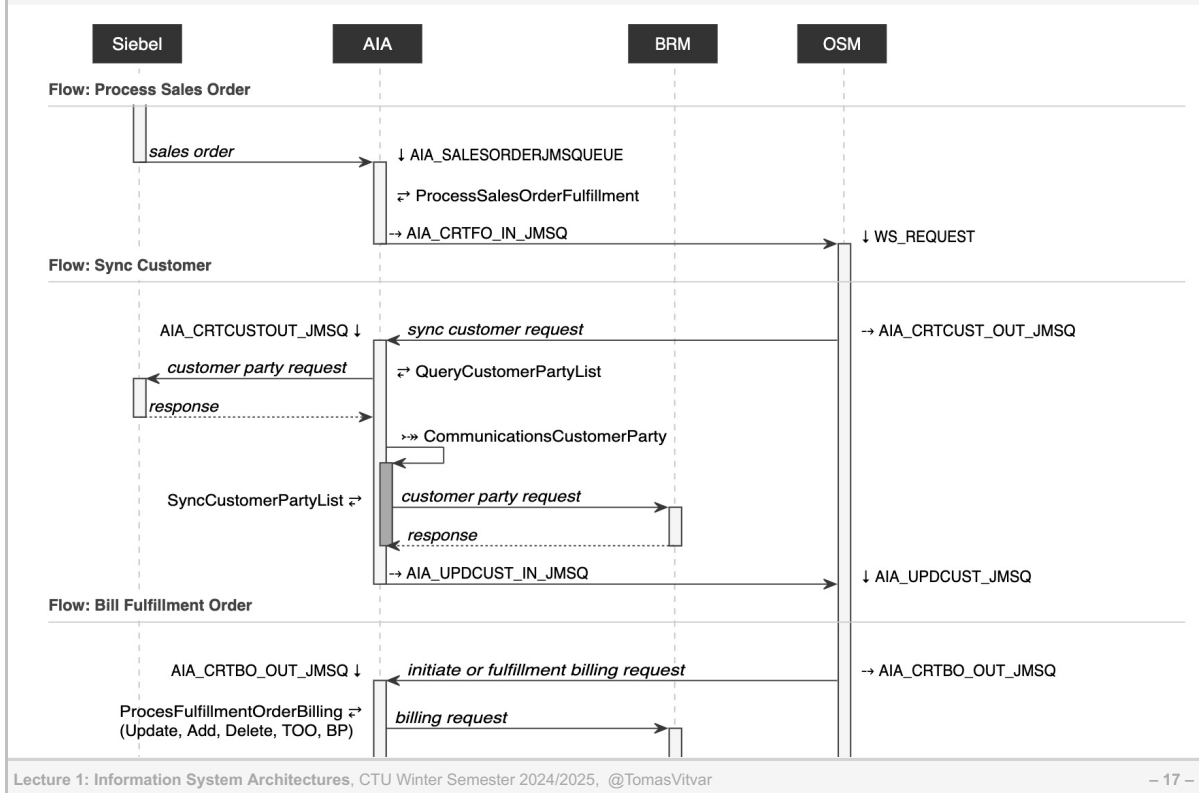 Siebel AIA BRM OSM
Flow: Process Sales Order
sales order ↓ AIA_SALESORDERJMSQUEUE
⇄ ProcessSalesOrderFulfillment
⇢ AIA_CRTFO_IN_JMSQ ↓ WS_REQUEST
Flow: Sync Customer
AIA_CRTCUSTOUT_JMSQ ↓ sync customer request ⇢ AIA_CRTCUST_OUT_JMSQ
customer party request ⇄ QueryCustomerPartyList
response
⤐ CommunicationsCustomerParty
SyncCustomerPartyList ⇄ customer party request
response
⇢ AIA_UPDCUST_IN_JMSQ ↓ AIA_UPDCUST_JMSQ
Flow: Bill Fulfillment Order
AIA_CRTBO_OUT_JMSQ ↓ initiate or fulfillment billing request ⇢ AIA_CRTBO_OUT_JMSQ
ProcesFulfillmentOrderBilling ⇄ billing request
(Update, Add, Delete, TOO, BP)
Lecture 1: Information System Architectures, CTU Winter Semester 2024/2025, @TomasVitvar – 17 –